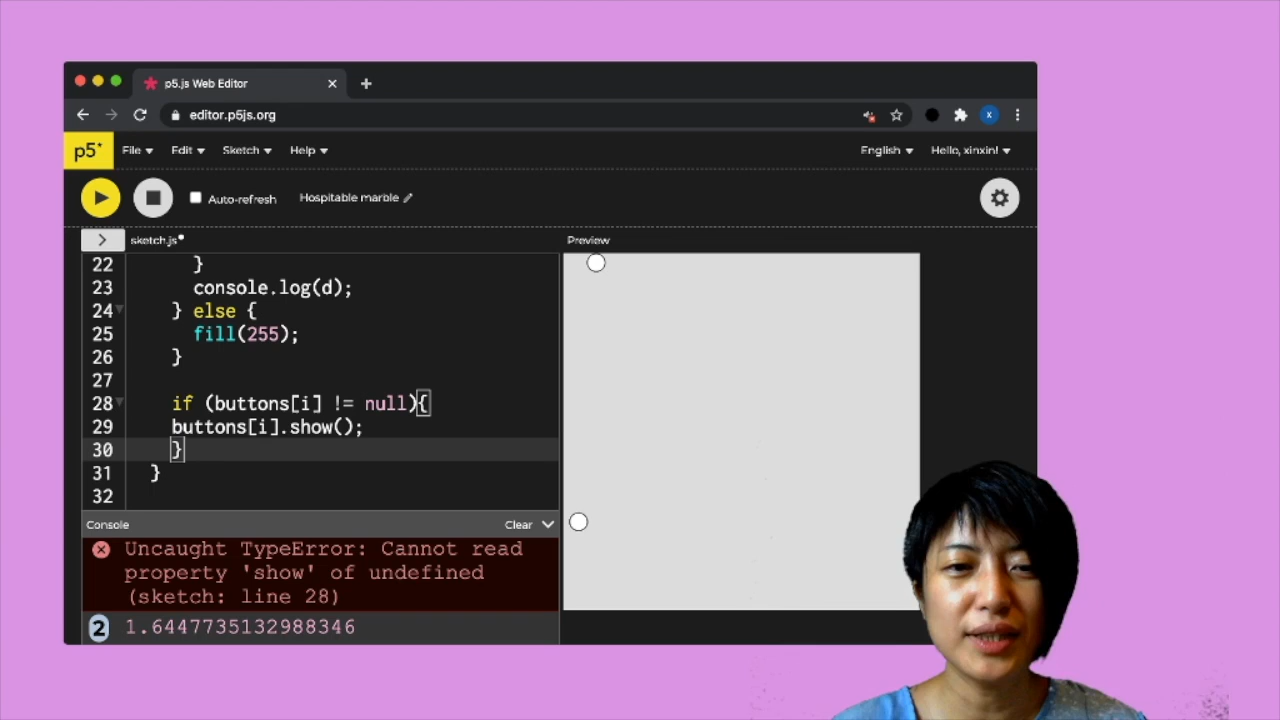 p5.js Web Editor
editor.p5js.org
x
p5* File Edit Sketch Help English Hello, xinxin!
Auto-refresh Hospitable marble
sketch.js Preview
22 }
23 console.log(d);
24 } else {
25 fill(255);
26 }
27
28 if (buttons[i] != null){
29 buttons[i].show();
30 }
31 }
32
Console Clear
Uncaught TypeError: Cannot read
property 'show' of undefined
(sketch: line 28)
2 1.6447735132988346